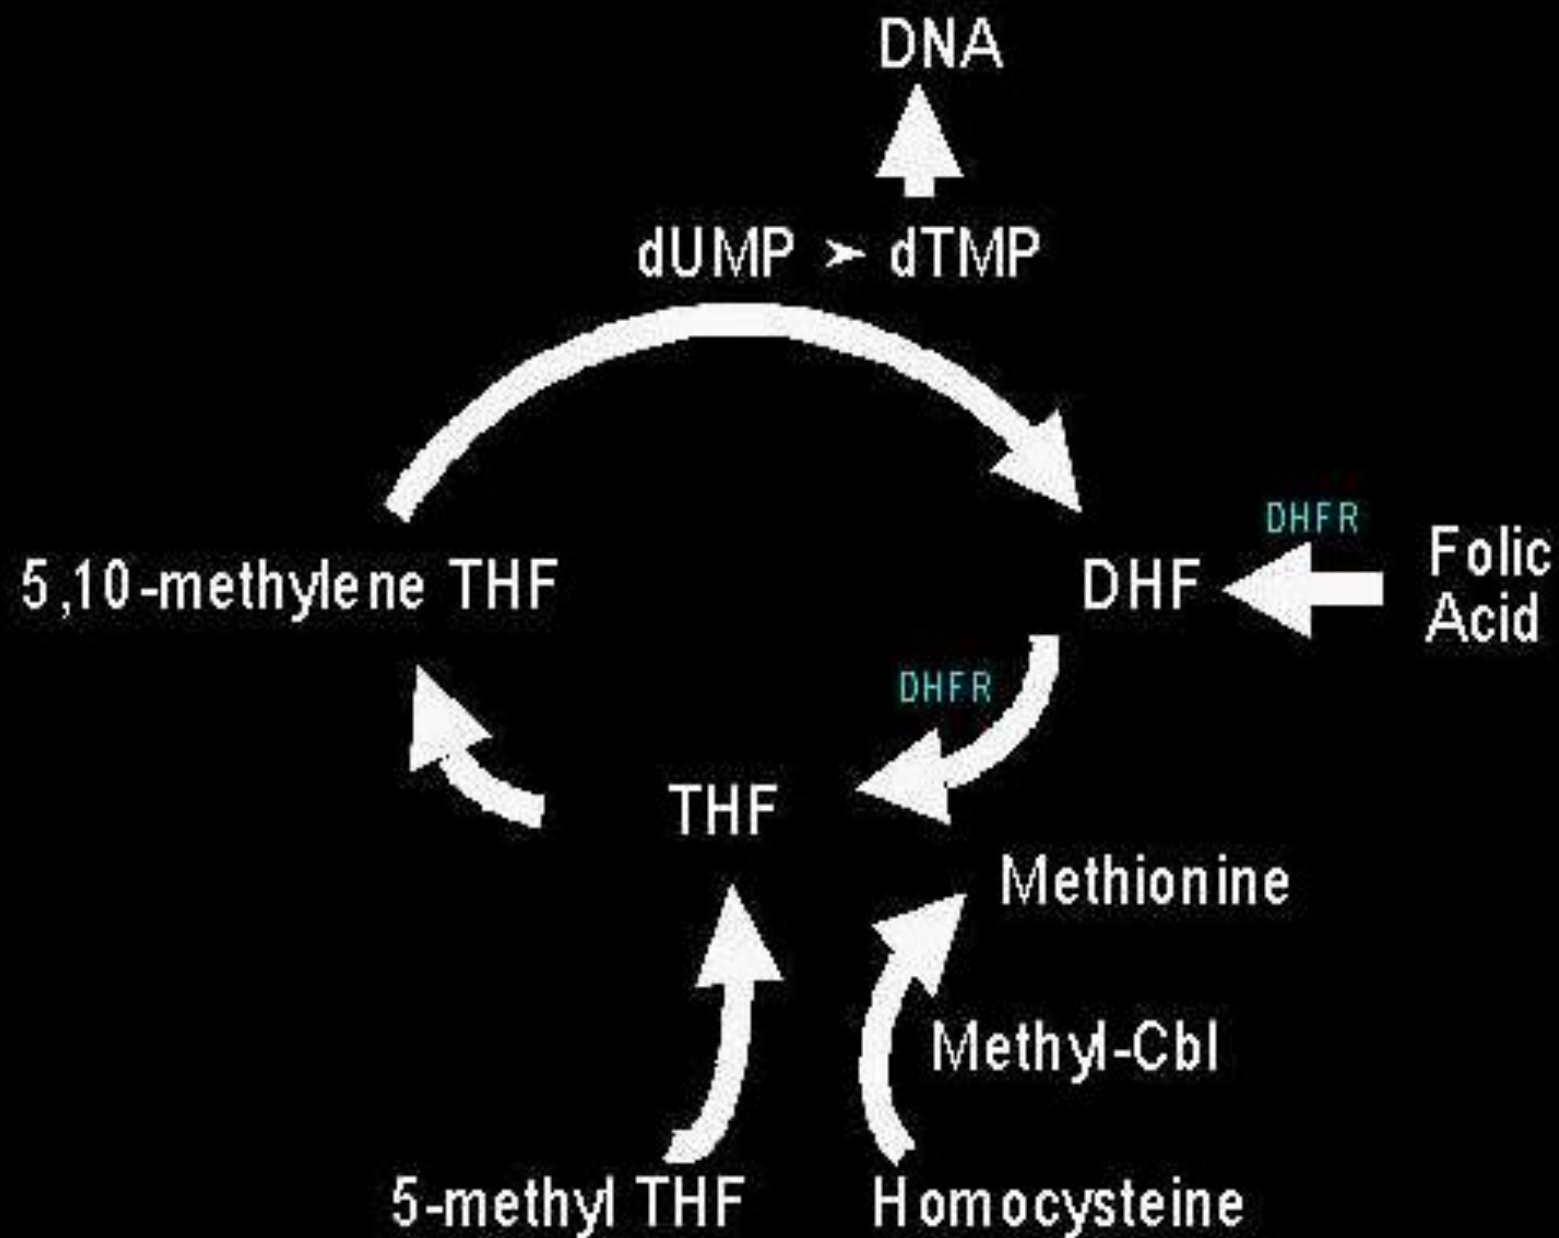 DNA
dUMP ➤ dTMP
5,10-methylene THF
DHF
DHFR
Folic
Acid
DHFR
THF
Methionine
Methyl-Cbl
5-methyl THF
Homocysteine